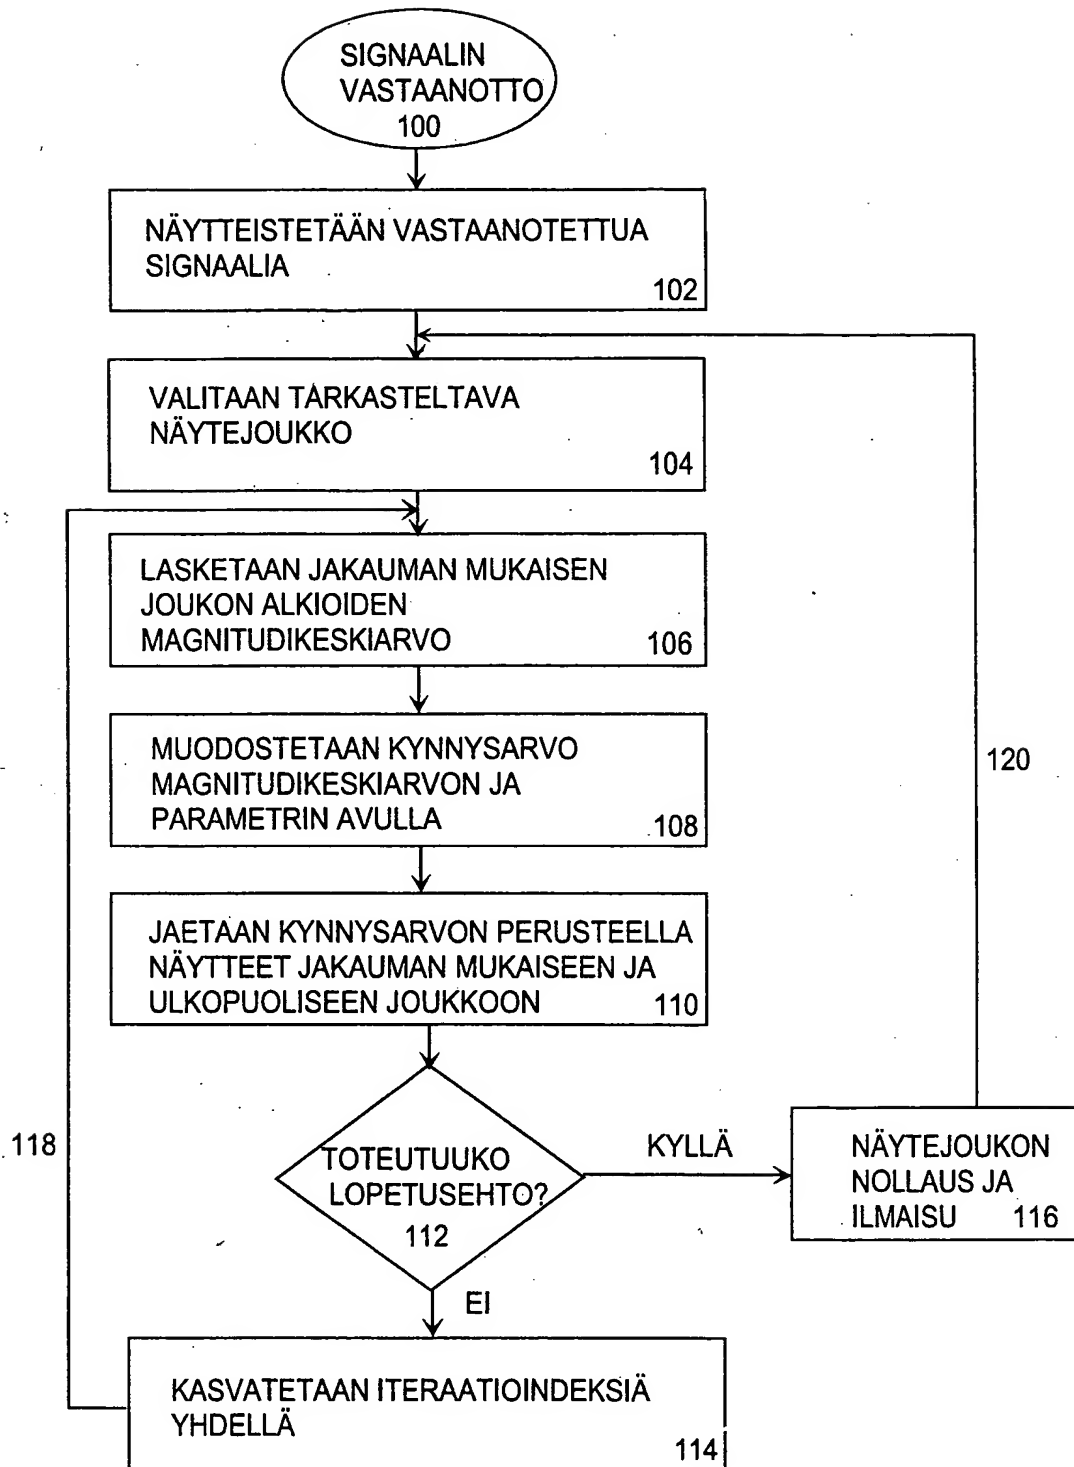 SIGNAALIN
VASTAANOTTO
100
NÄYTTEISTETÄÄN VASTAANOTETTUA
SIGNAALIA
102
VALITAAN TARKASTELTAVA
NÄYTEJOUKKO
104
LASKETAAN JAKAUMAN MUKAISEN
JOUKON ALKIOIDEN
MAGNITUDIKESKIARVO 106
MUODOSTETAAN KYNNYSARVO
MAGNITUDIKESKIARVON JA
PARAMETRIN AVULLA 108
120
JAETAAN KYNNYSARVON PERUSTEELLA
NÄYTTEET JAKAUMAN MUKAISEEN JA
ULKOPUOLISEEN JOUKKOON 110
118
TOTEUTUUKO
LOPETUSEHTO?
112
KYLLÄ
NÄYTEJOUKON
NOLLAUS JA
ILMAISU 116
EI
KASVATETAAN ITERAATIOINDEKSIÄ
YHDELLÄ
114